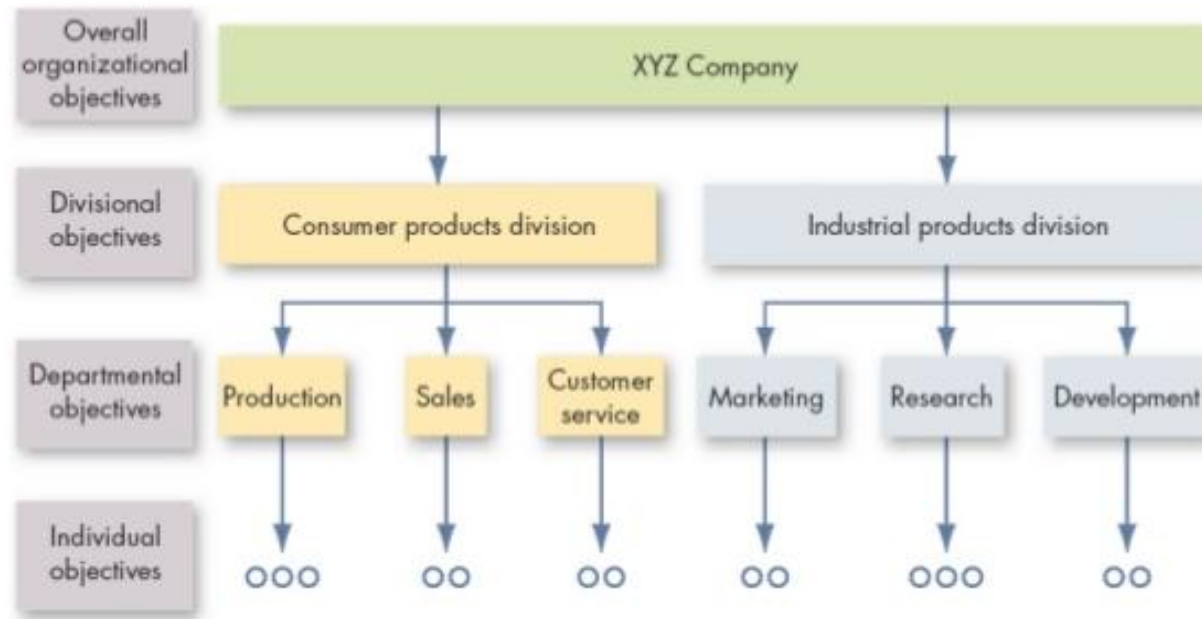 Overall
organizational
objectives
XYZ Company
Divisional
objectives
Consumer products division
Industrial products division
Departmental
objectives
Production
Sales
Customer
service
Marketing
Research
Development
Individual
objectives